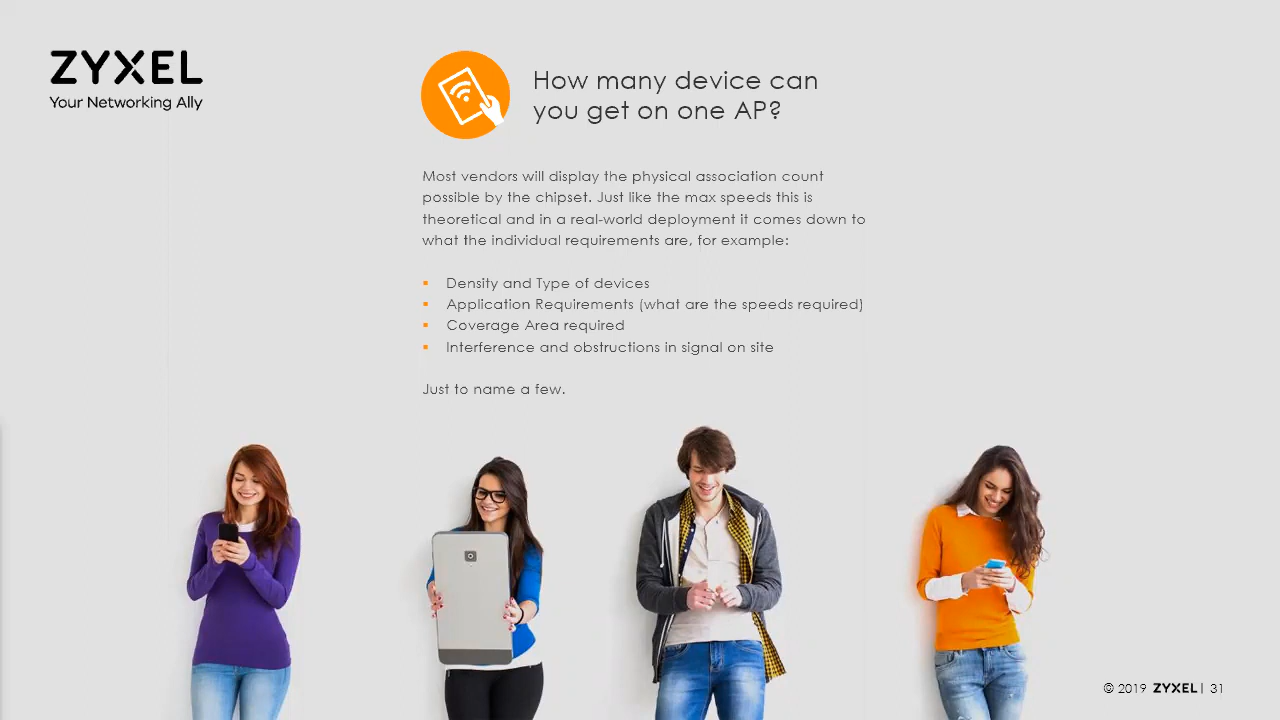 ZYXEL
Your Networking Ally
How many device can
you get on one AP?
Most vendors will display the physical association count
possible by the chipset. Just like the max speeds this is
theoretical and in a real-world deployment it comes down to
what the individual requirements are, for example:
▪ Density and Type of devices
▪ Application Requirements (what are the speeds required)
▪ Coverage Area required
▪ Interference and obstructions in signal on site
Just to name a few.
© 2019 ZYXEL | 31